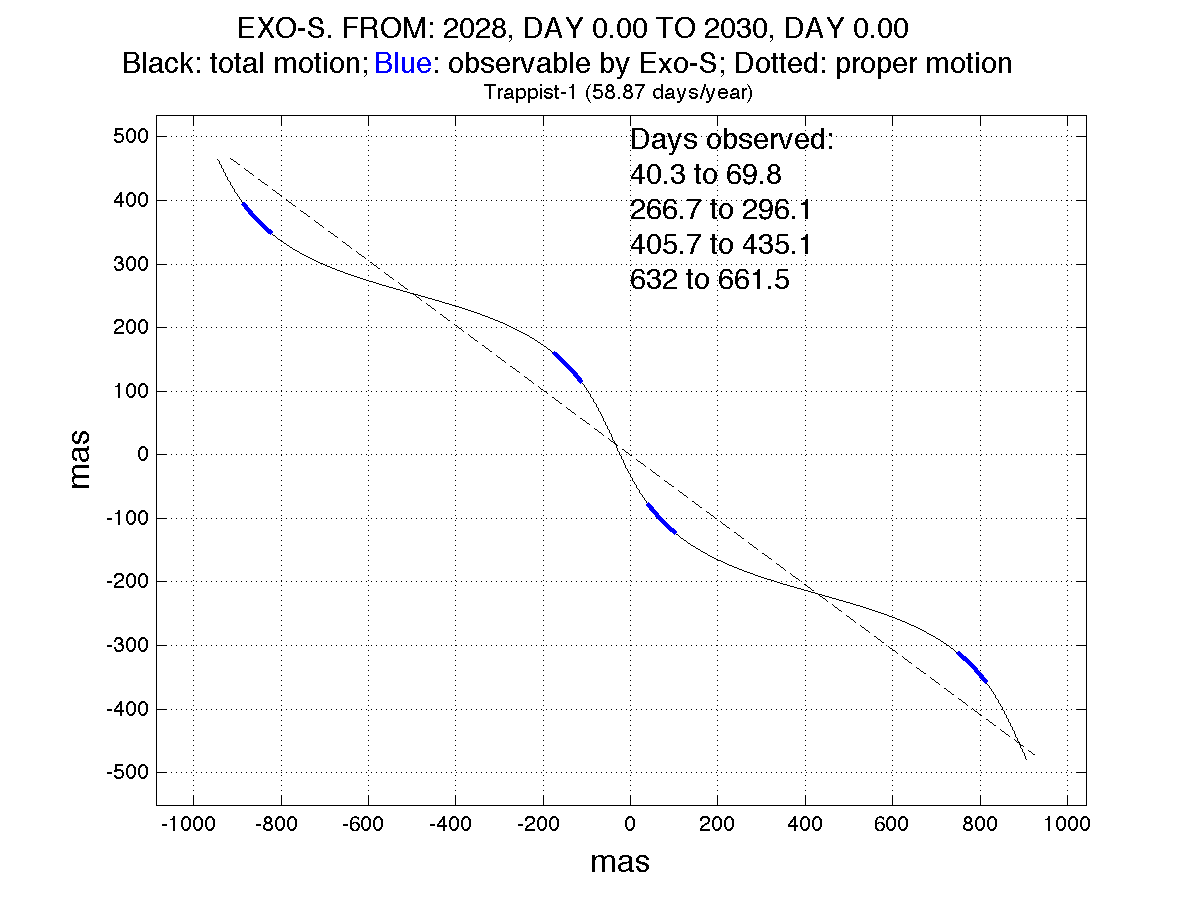 EXO-S. FROM: 2028, DAY 0.00 TO 2030, DAY 0.00
Black: total motion; Blue: observable by Exo-S; Dotted: proper motion
Trappist-1 (58.87 days/year)
Days observed:
40.3 to 69.8
266.7 to 296.1
405.7 to 435.1
632 to 661.5
500
400
300
200
100
0
-100
-200
-300
-400
-500
mas
-1000 -800 -600 -400 -200 0 200 400 600 800 1000
mas